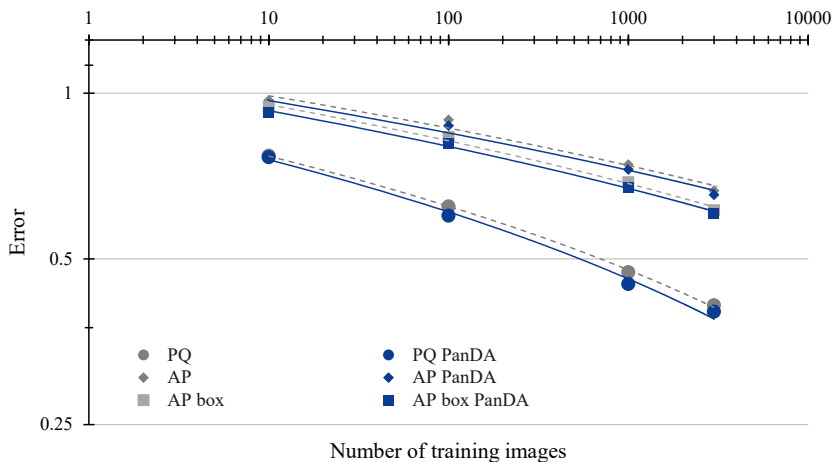 1 10 100 1000 10000
1
Error
0.5
PQ PQ PanDA
AP AP PanDA
AP box AP box PanDA
0.25
Number of training images